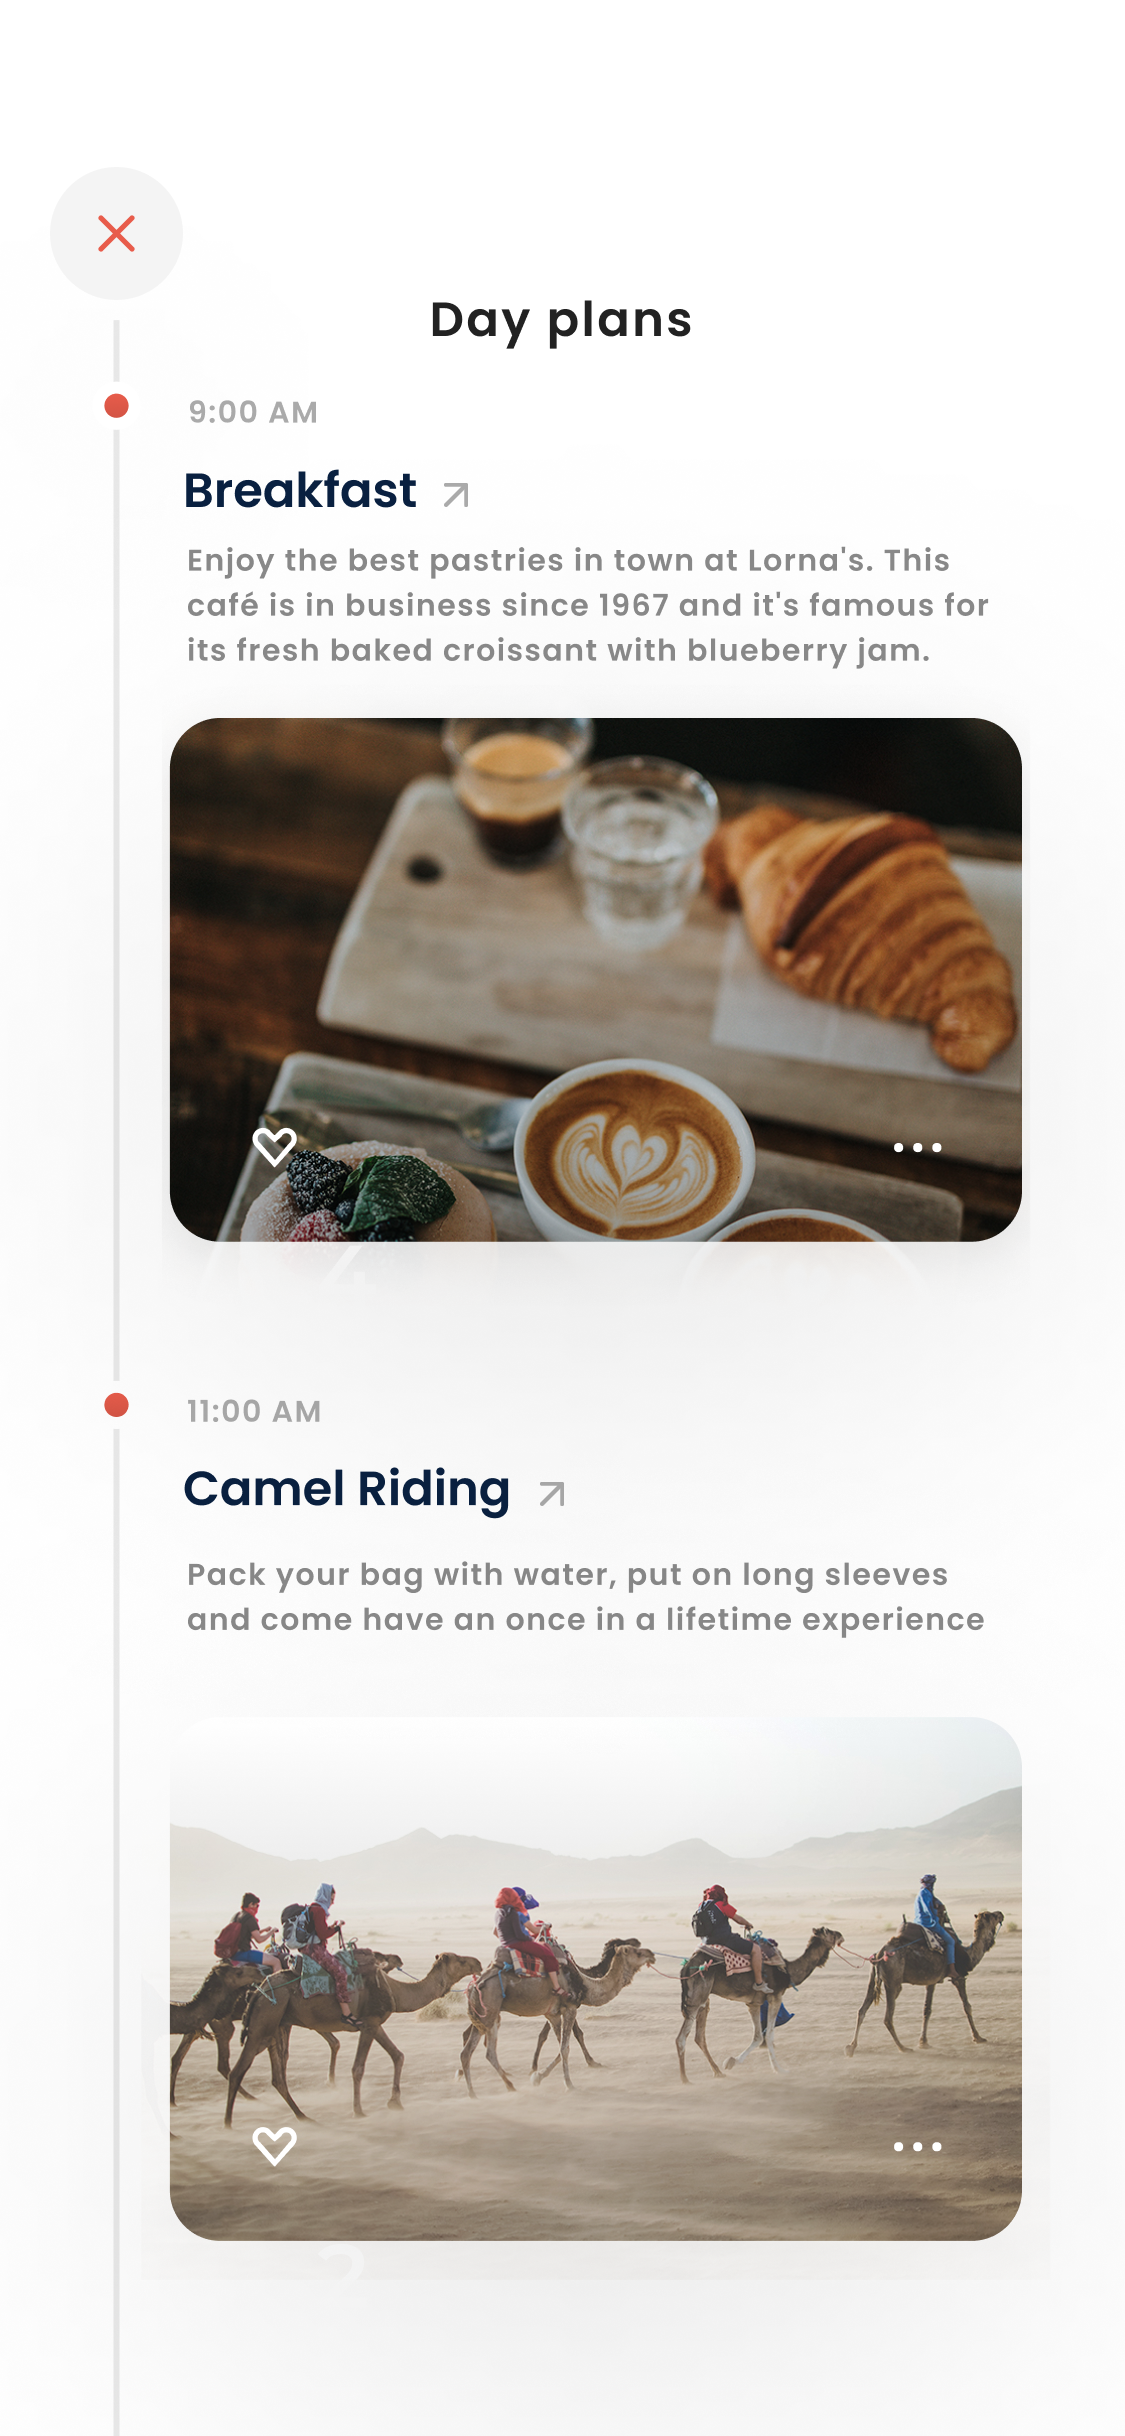 Day plans
9:00 AM
Breakfast
Enjoy the best pastries in town at Lorna's. This
café is in business since 1967 and it's famous for
its fresh baked croissant with blueberry jam.
11:00 AM
Camel Riding
Pack your bag with water, put on long sleeves
and come have an once in a lifetime experience